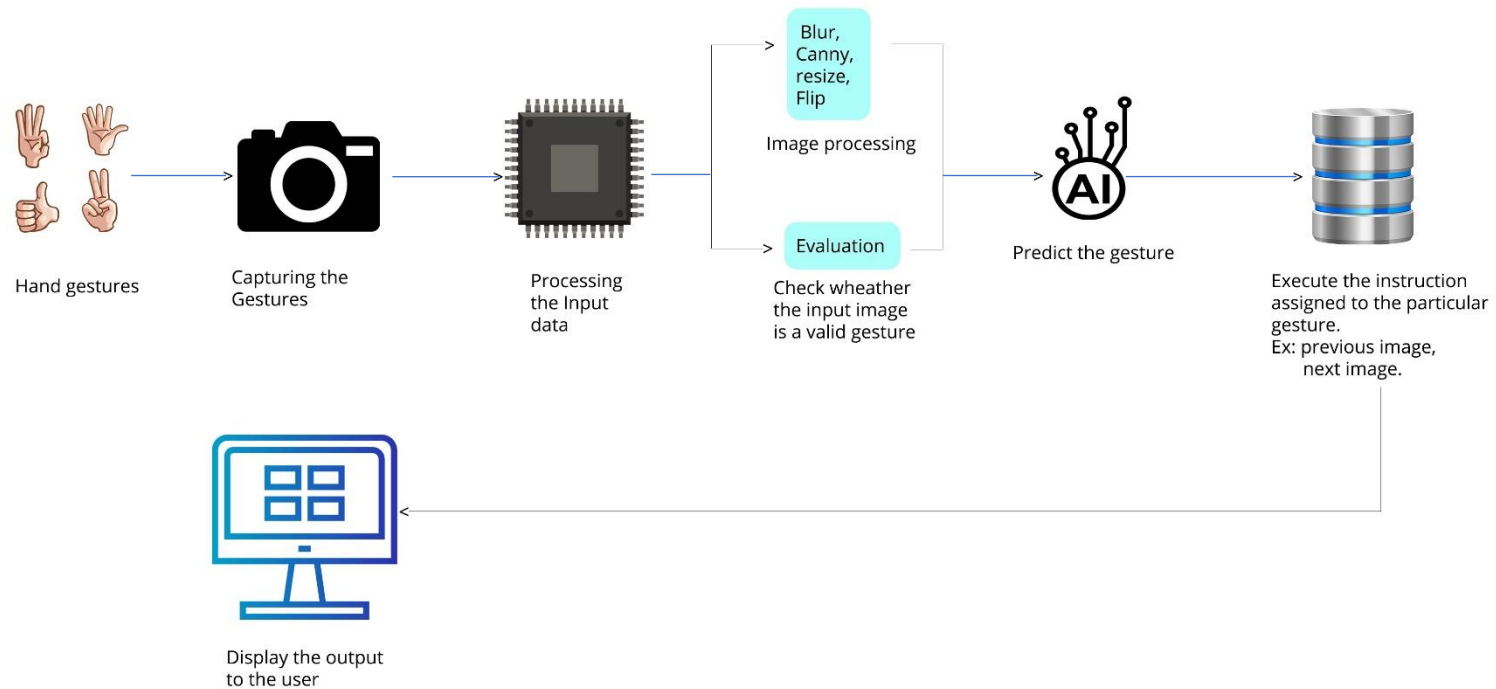 Hand gestures
Capturing the
Gestures
Processing
the Input
data
Blur,
Canny,
resize,
Flip
Image processing
Evaluation
Check wheather
the input image
is a valid gesture
AI
Predict the gesture
Execute the instruction
assigned to the particular
gesture.
Ex: previous image,
next image.
Display the output
to the user